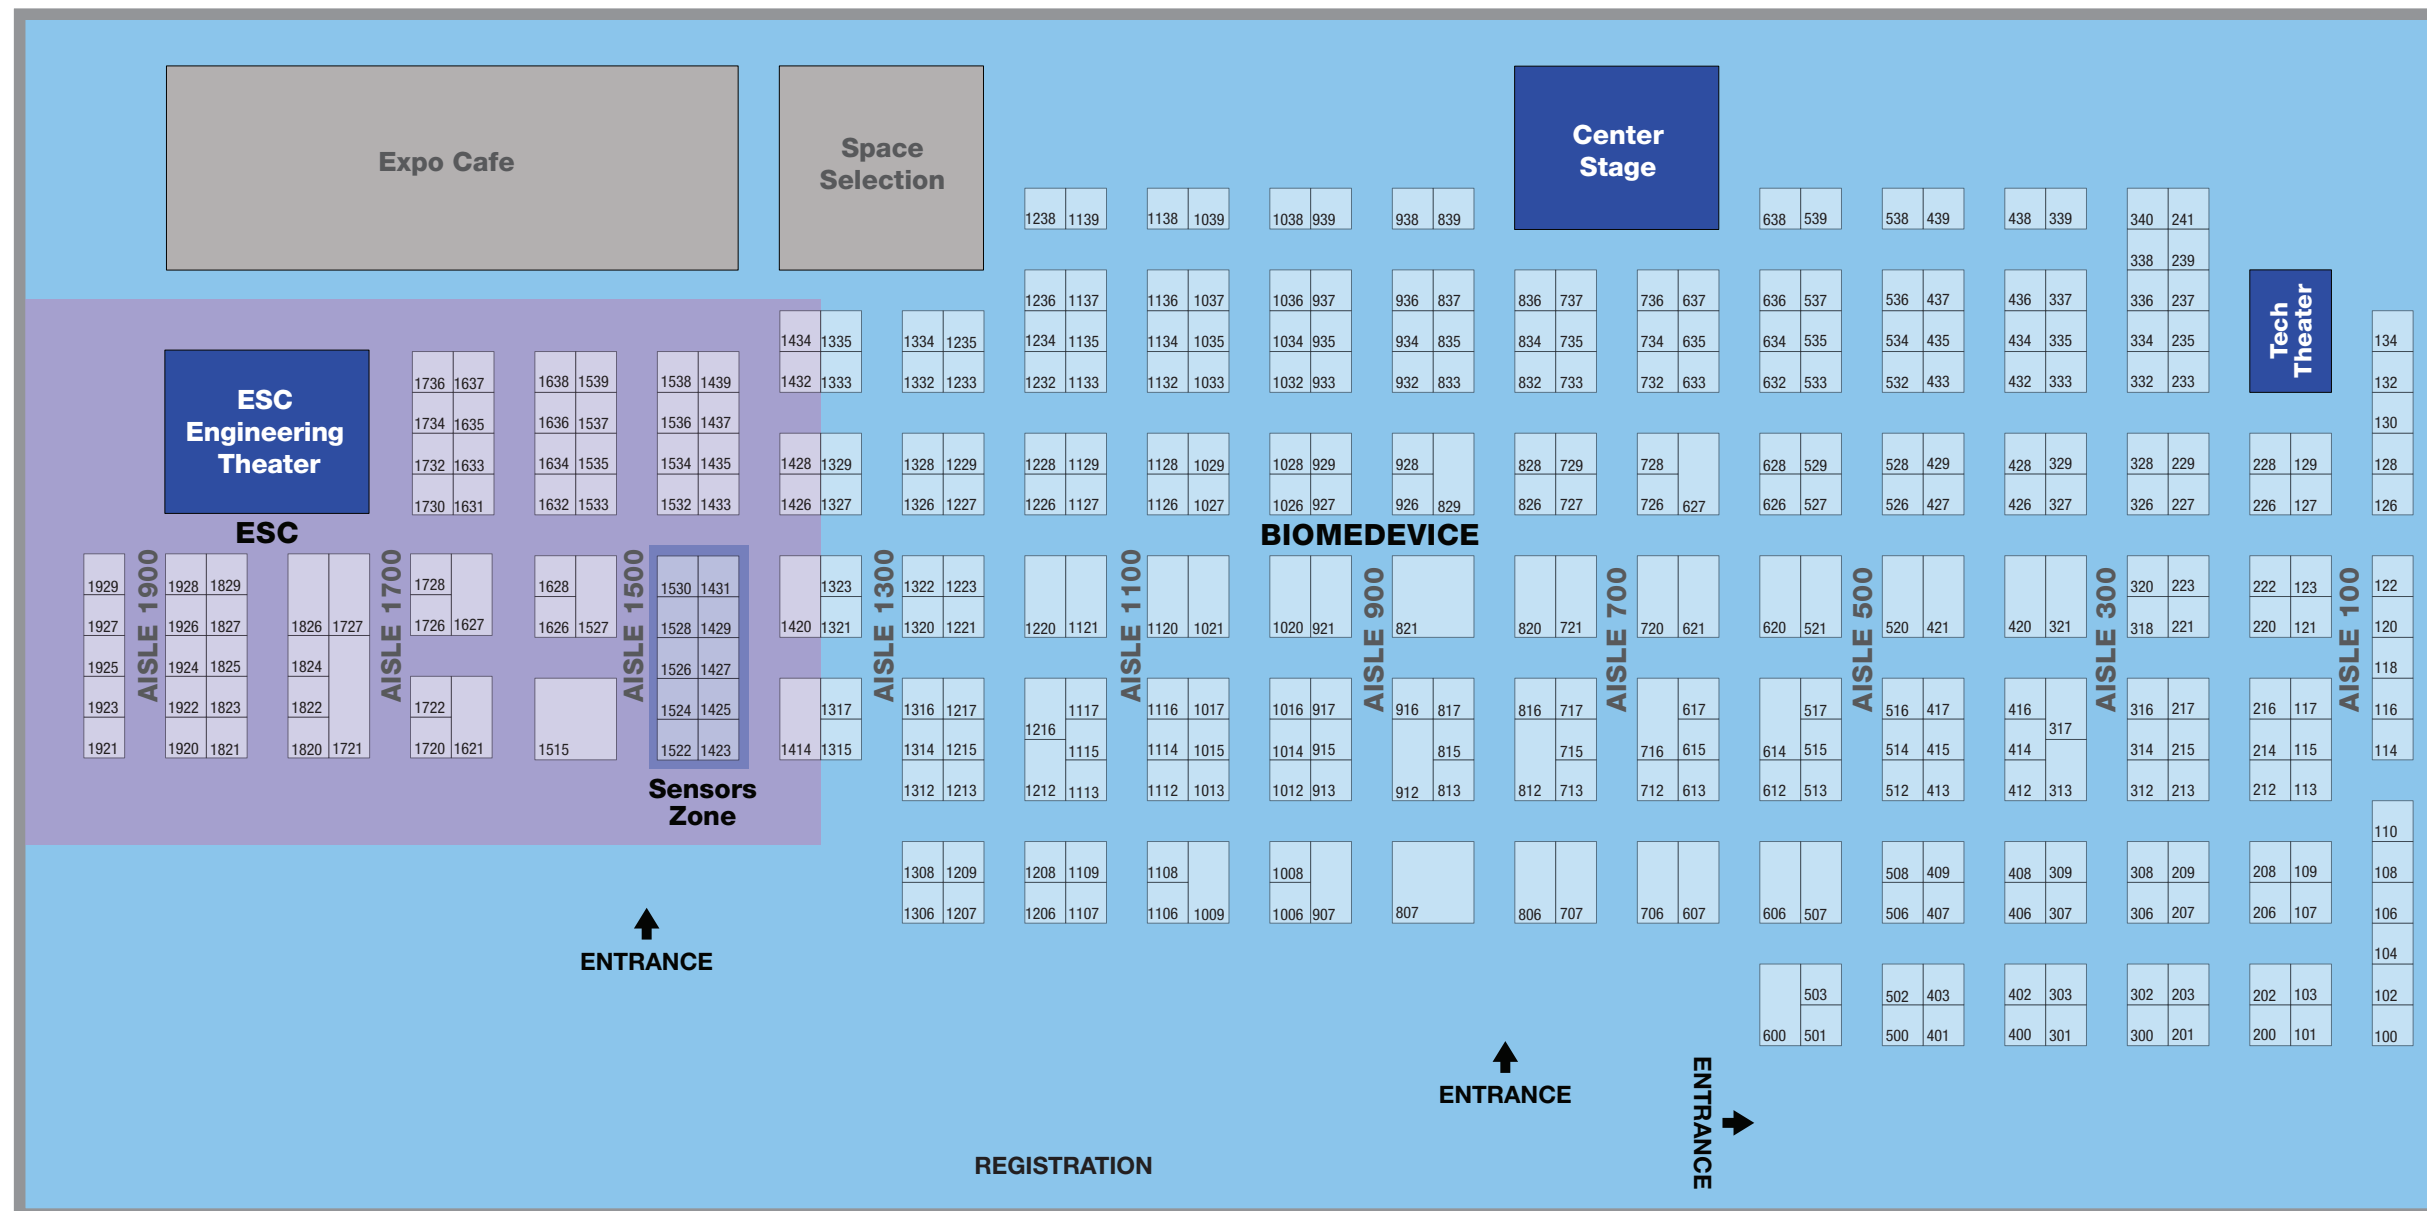 Expo Cafe
Space
Selection
Center
Stage
1238 1139 1138 1039 1038 939 938 839 638 539 538 439 438 339 340 241
338 239
1236 1137 1136 1037 1036 937 936 837 836 737 736 637 636 537 536 437 436 337 336 237
Tech
Theater
1434 1335 1334 1235 1234 1135 1134 1035 1034 935 934 835 834 735 734 635 634 535 534 435 434 335 334 235 134
1432 1333 1332 1233 1232 1133 1132 1033 1032 933 932 833 832 733 732 633 632 533 532 433 432 333 332 233 132
ESC
Engineering
Theater
1736 1637 1638 1539 1538 1439
1734 1635 1636 1537 1536 1437 130
1732 1633 1634 1535 1534 1435
1730 1631 1632 1533 1532 1433
1428 1329 1328 1229 1228 1129 1128 1029 1028 929 928 828 729 728 628 529 528 429 428 329 328 229 228 129 128
1426 1327 1326 1227 1226 1127 1126 1027 1026 927 926 829 826 727 726 627 626 527 526 427 426 327 326 227 226 127 126
ESC
BIOMEDEVICE
AISLE 1900
AISLE 1700
AISLE 1500
AISLE 1300
AISLE 1100
AISLE 900
AISLE 700
AISLE 500
AISLE 300
AISLE 100
1929 1928 1829 1728 1628 1530 1431 1323 1322 1223 320 223 222 123 122
1927 1926 1827 1826 1727 1726 1627 1626 1527 1528 1429 1420 1321 1320 1221 1220 1121 1120 1021 1020 921 821 820 721 720 621 620 521 520 421 420 321 318 221 220 121 120
1925 1924 1825 1824 1526 1427 118
1923 1922 1823 1822 1722 1524 1425 1317 1316 1217 1117 1116 1017 1016 917 916 817 816 717 617 517 516 417 416 316 217 216 117 116
1216 317
1921 1920 1821 1820 1721 1720 1621 1515 1522 1423 1414 1315 1314 1215 1115 1114 1015 1014 915 815 715 716 615 614 515 514 415 414 314 215 214 115 114
1312 1213 1212 1113 1112 1013 1012 913 912 813 812 713 712 613 612 513 512 413 412 313 312 213 212 113
Sensors
Zone
110
1308 1209 1208 1109 1108 1008 508 409 408 309 308 209 208 109 108
1306 1207 1206 1107 1106 1009 1006 907 807 806 707 706 607 606 507 506 407 406 307 306 207 206 107 106
104
ENTRANCE
503 502 403 402 303 302 203 202 103 102
600 501 500 401 400 301 300 201 200 101 100
ENTRANCE
ENTRANCE
REGISTRATION